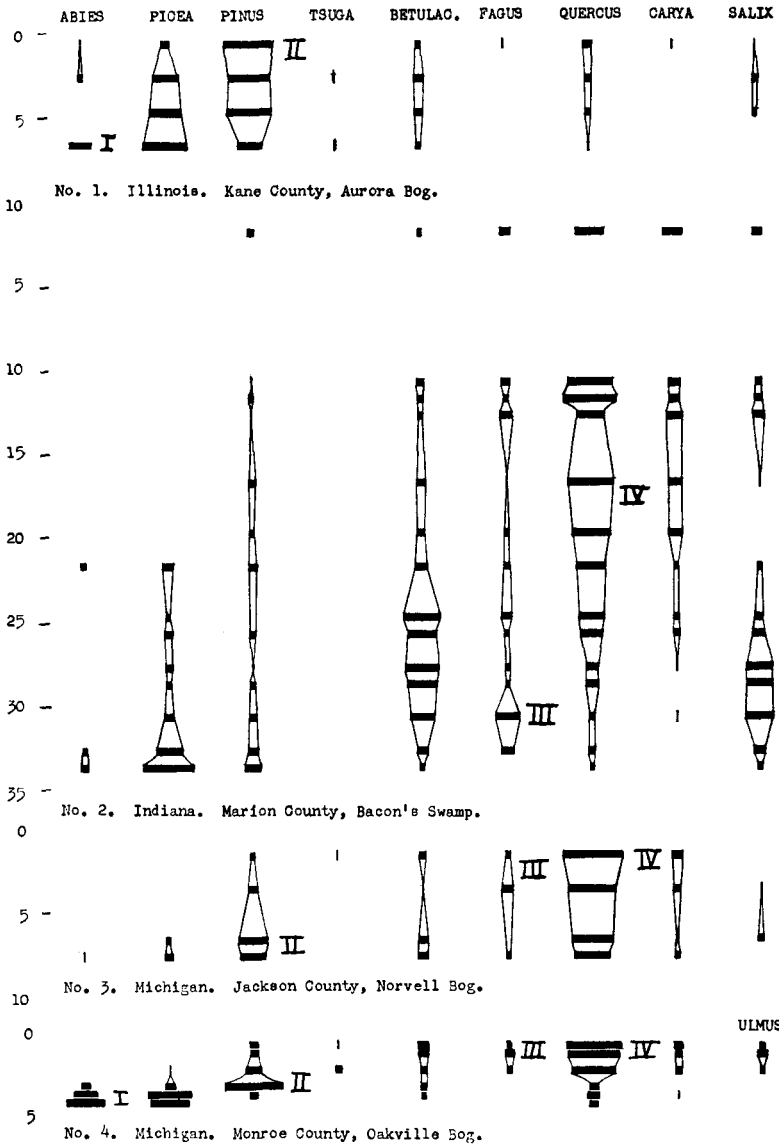 ABIES PICEA PINUS TSUGA BETULAC. FAGUS QUERCUS CARYA SALIX
0
II
5
I
No. 1. Illinois. Kane County, Aurora Bog.
10
5
10
15
IV
20
25
30
III
35
No. 2. Indiana. Marion County, Bacon's Swamp.
0
III IV
5
II
No. 3. Michigan. Jackson County, Norvell Bog.
10
0
ULMUS
III IV
II
I
5
No. 4. Michigan. Monroe County, Oakville Bog.